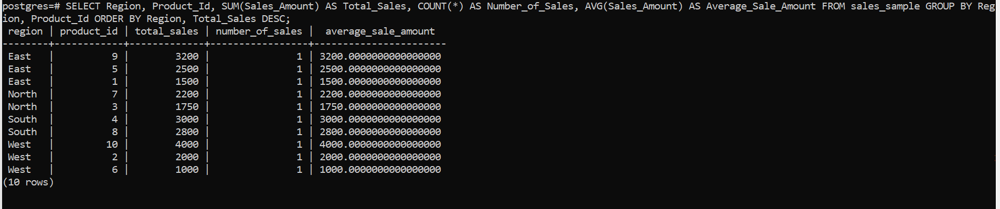 postgres=# SELECT Region, Product_Id, SUM(Sales_Amount) AS Total_Sales, COUNT(*) AS Number_of_Sales, AVG(Sales_Amount) AS Average_Sale_Amount FROM sales_sample GROUP BY Reg
ion, Product_Id ORDER BY Region, Total_Sales DESC;
 region | product_id | total_sales | number_of_sales |  average_sale_amount
--------+------------+-------------+-----------------+-----------------------
 East   |          9 |        3200 |               1 | 3200.0000000000000000
 East   |          5 |        2500 |               1 | 2500.0000000000000000
 East   |          1 |        1500 |               1 | 1500.0000000000000000
 North  |          7 |        2200 |               1 | 2200.0000000000000000
 North  |          3 |        1750 |               1 | 1750.0000000000000000
 South  |          4 |        3000 |               1 | 3000.0000000000000000
 South  |          8 |        2800 |               1 | 2800.0000000000000000
 West   |         10 |        4000 |               1 | 4000.0000000000000000
 West   |          2 |        2000 |               1 | 2000.0000000000000000
 West   |          6 |        1000 |               1 | 1000.0000000000000000
(10 rows)